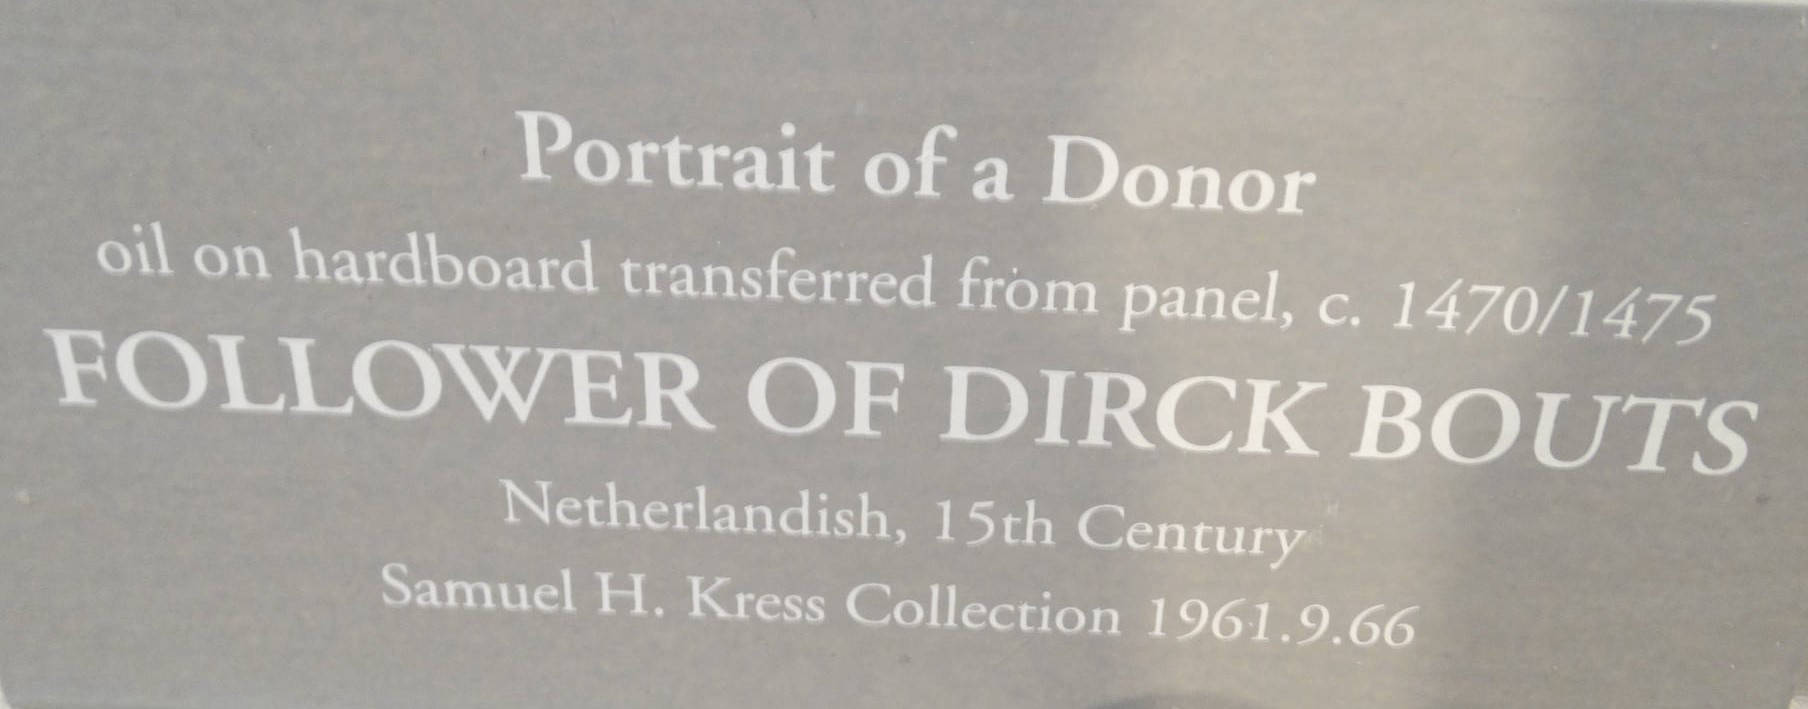 Portrait of a Donor
oil on hardboard transferred from panel, c. 1470/1475
FOLLOWER OF DIRCK BOUTS
Netherlandish, 15th Century
Samuel H. Kress Collection 1961.9.66